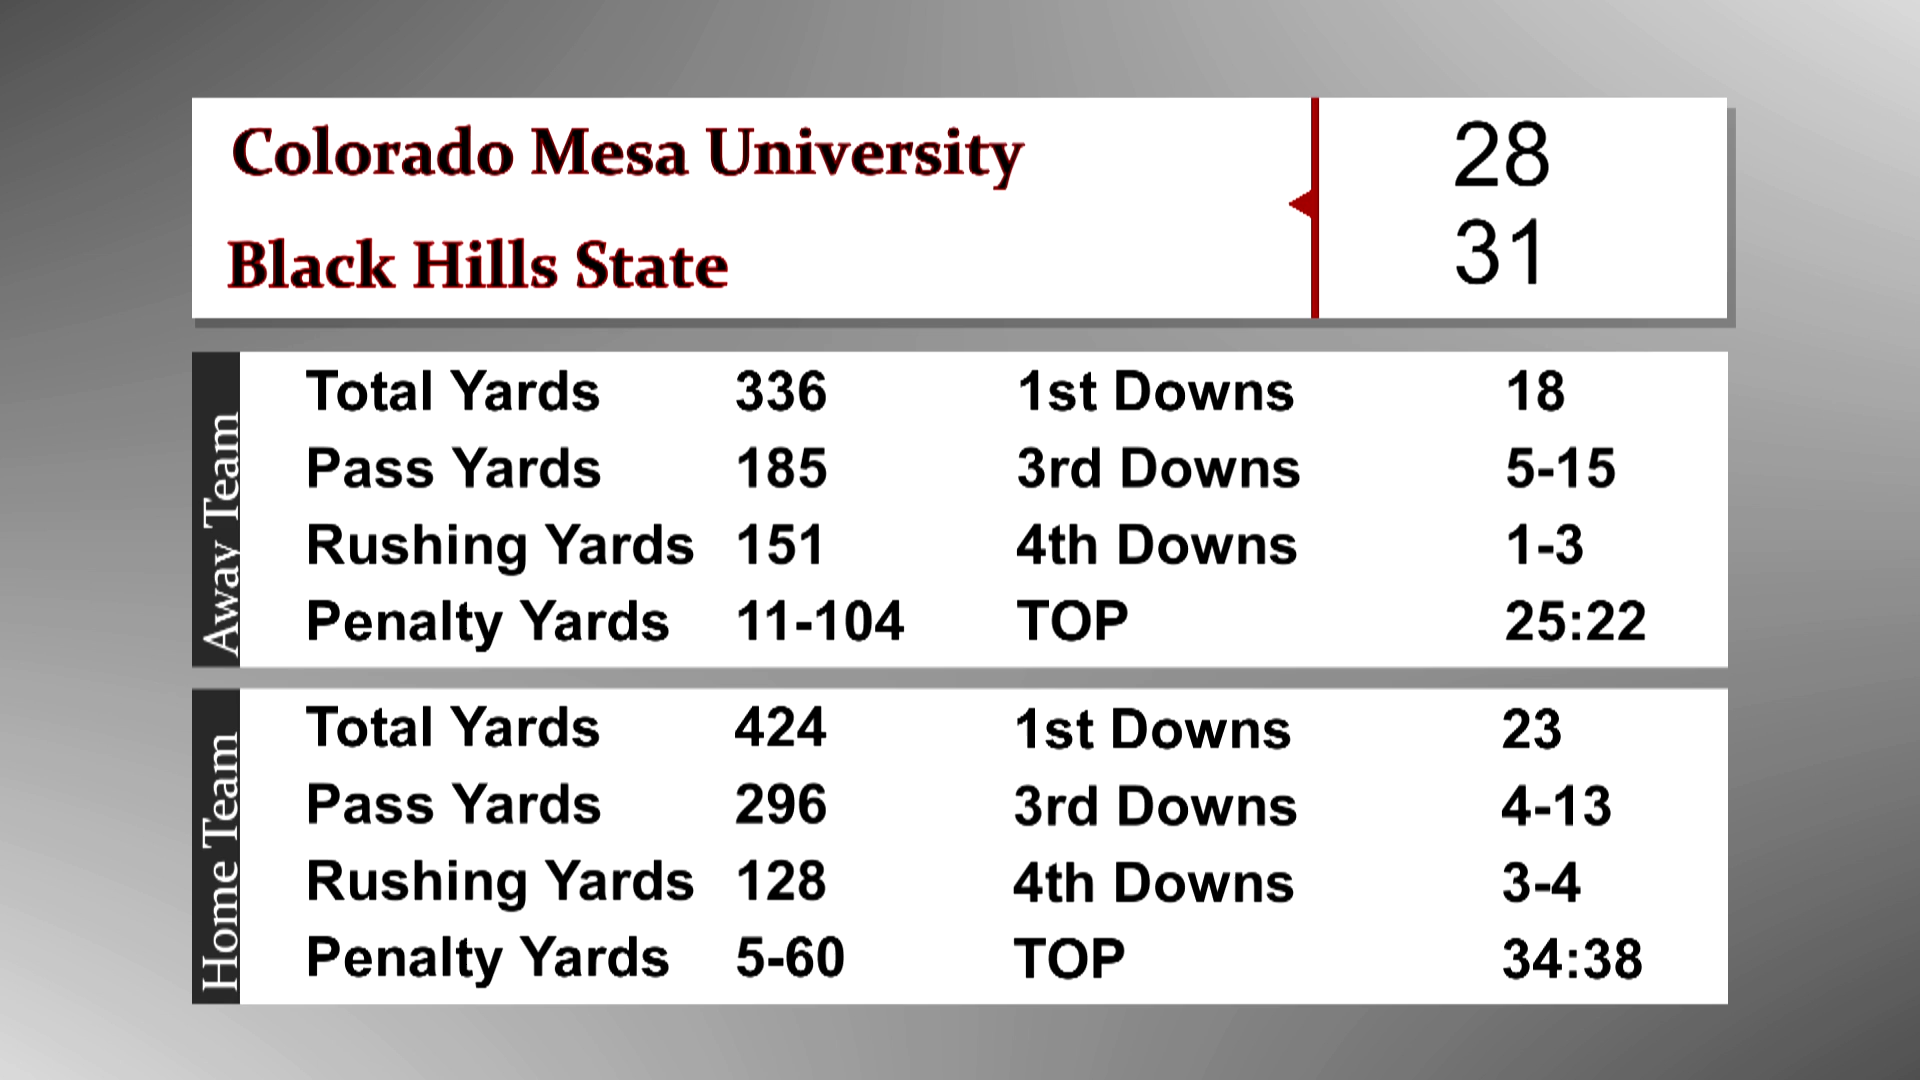 Colorado Mesa University 28
Black Hills State 31
Away Team
Total Yards 336 1st Downs 18
Pass Yards 185 3rd Downs 5-15
Rushing Yards 151 4th Downs 1-3
Penalty Yards 11-104 TOP 25:22
Home Team
Total Yards 424 1st Downs 23
Pass Yards 296 3rd Downs 4-13
Rushing Yards 128 4th Downs 3-4
Penalty Yards 5-60 TOP 34:38